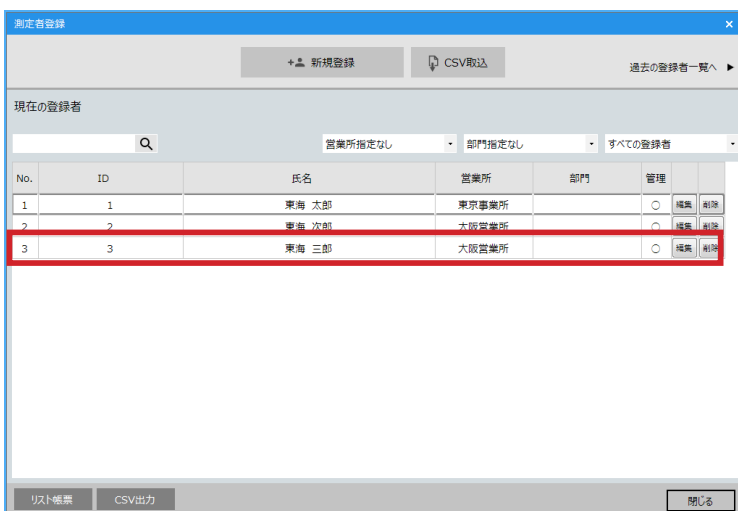 測定者登録 ×
新規登録 CSV取込 過去の登録者一覧へ ▶
現在の登録者
営業所指定なし 部門指定なし すべての登録者
No. ID 氏名 営業所 部門 管理
1 1 東海 太郎 東京事業所 ○ 編集 削除
2 2 東海 次郎 大阪営業所 ○ 編集 削除
3 3 東海 三郎 大阪営業所 ○ 編集 削除
リスト帳票 CSV出力 閉じる